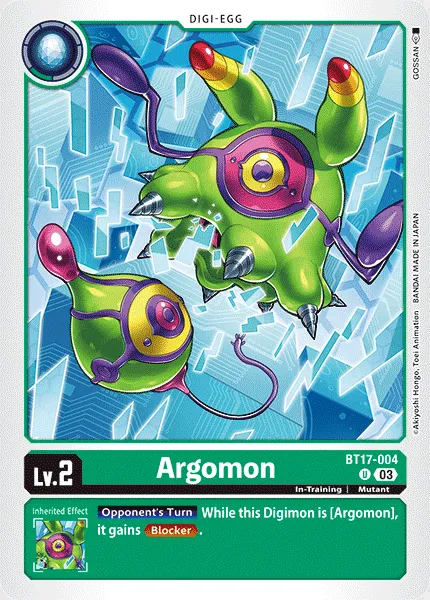 DIGI-EGG
GOSSAN
©Akiyoshi Hongo, Toei Animation BANDAI MADE IN JAPAN
Lv.2
Argomon
BT17-004
U 03
In-Training | Mutant
Inherited Effect
Opponent's Turn While this Digimon is [Argomon],
it gains Blocker.